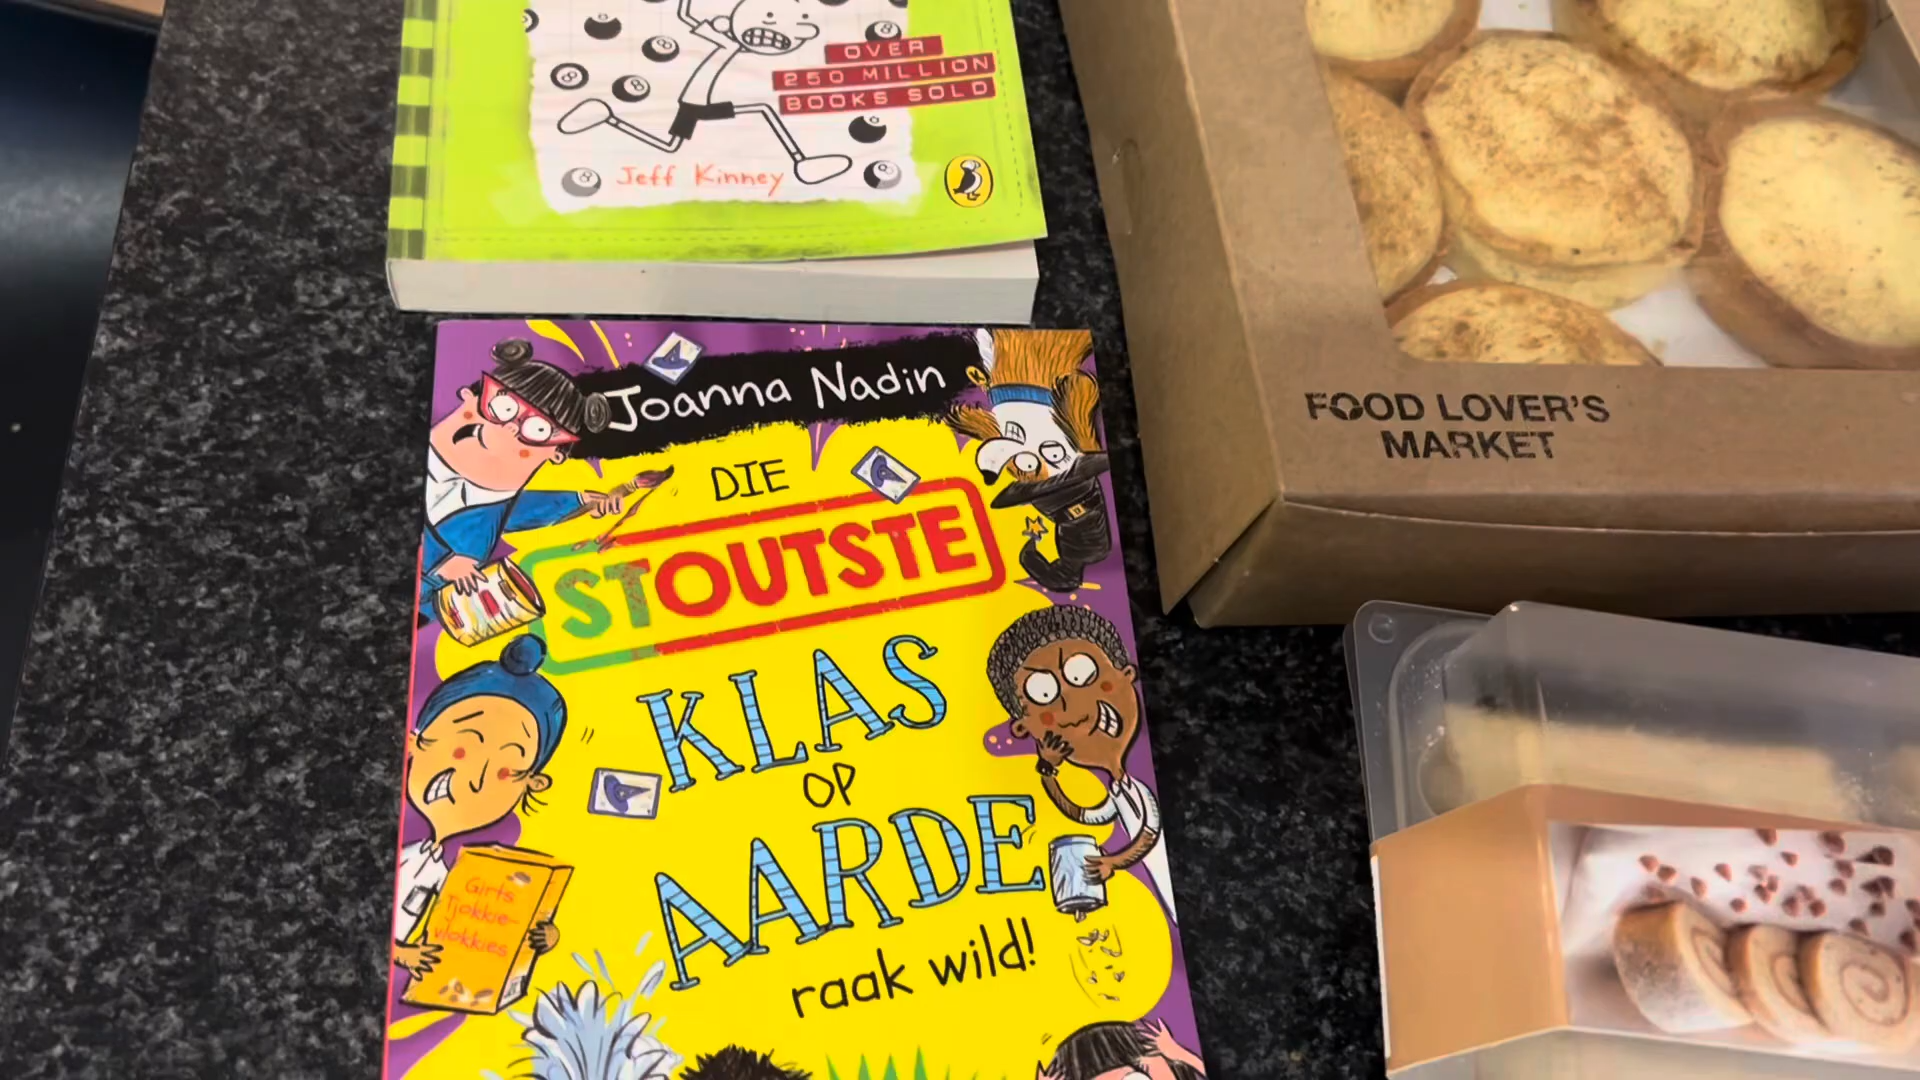 OVER
250 MILLION
BOOKS SOLD
Jeff Kinney
Joanna Nadin
DIE
STOUTSTE
KLAS
OP
AARDE
raak wild!
Girts
Tjokkie-
vlokkies
FOOD LOVER'S
MARKET